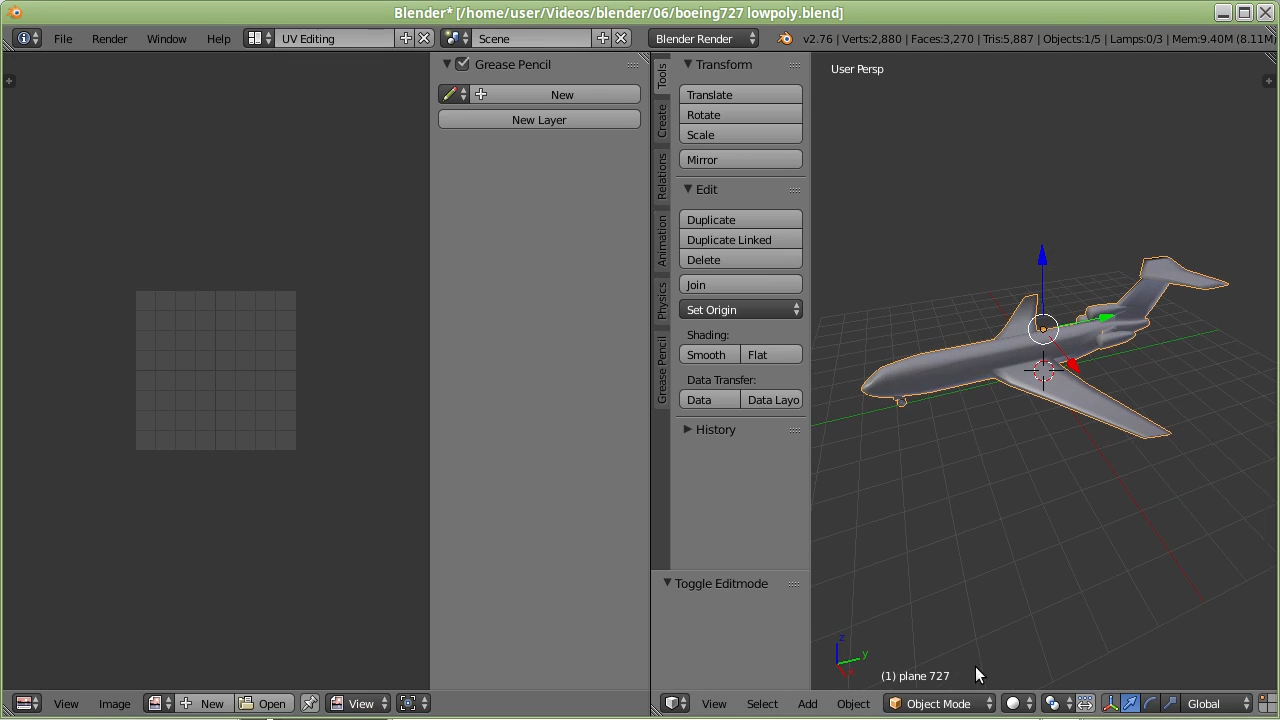 Blender* [/home/user/Videos/blender/06/boeing727 lowpoly.blend]
File Render Window Help UV Editing Scene Blender Render v2.76 | Verts:2,880 | Faces:3,270 | Tris:5,887 | Objects:1/5 | Lamps:0/3 | Mem:9.40M (8.11M
Grease Pencil
New
New Layer
Tools
Create
Relations
Animation
Physics
Grease Pencil
Transform
Translate
Rotate
Scale
Mirror
Edit
Duplicate
Duplicate Linked
Delete
Join
Set Origin
Shading:
Smooth Flat
Data Transfer:
Data Data Layo
History
Toggle Editmode
User Persp
z
y
(1) plane 727
View Image New Open View
View Select Add Object Object Mode Global